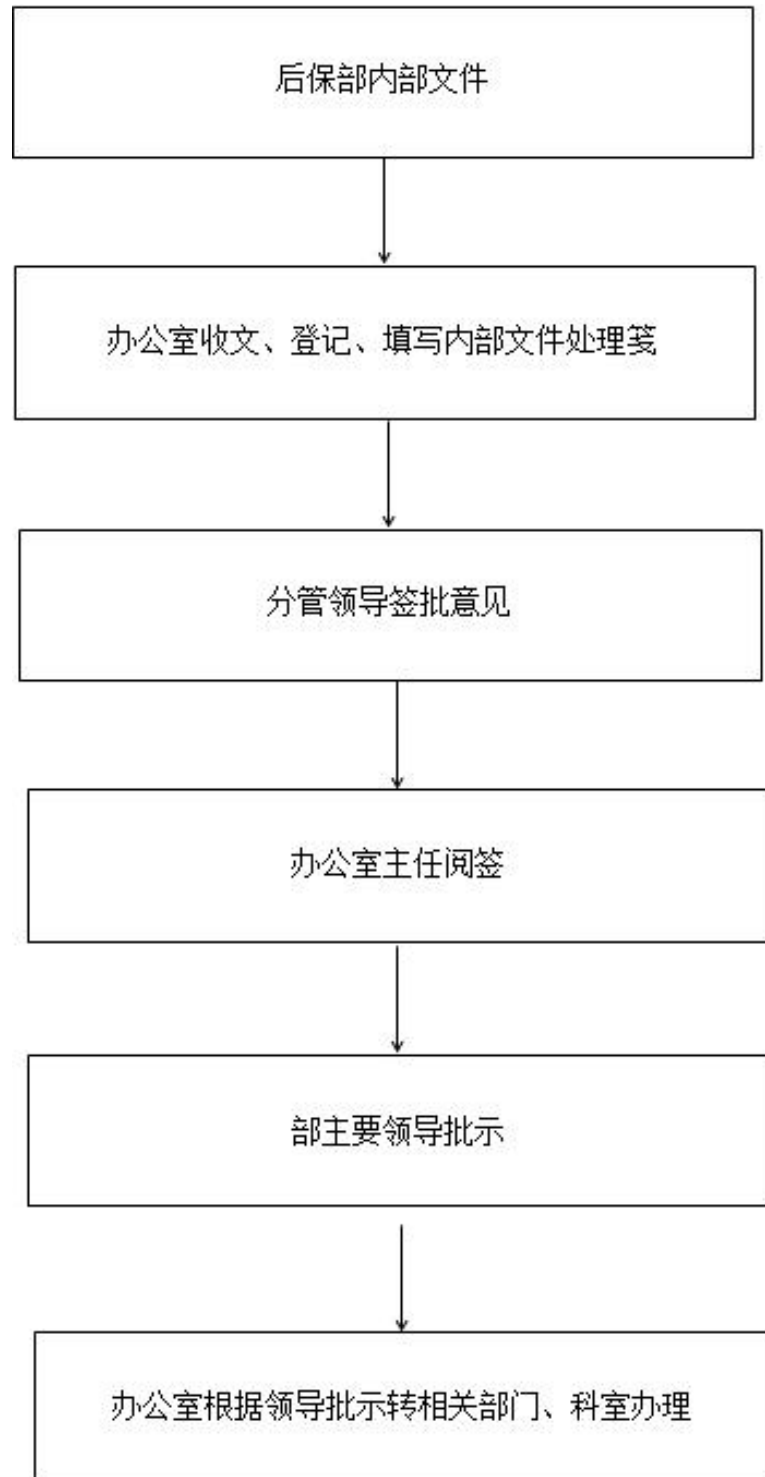 后保部内部文件
办公室收文、登记、填写内部文件处理笺
分管领导签批意见
办公室主任阅签
部主要领导批示
办公室根据领导批示转相关部门、科室办理